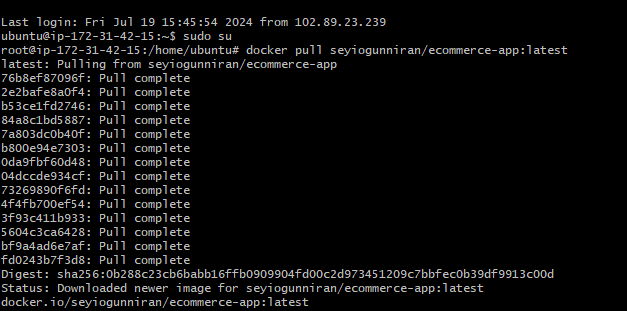 Last login: Fri Jul 19 15:45:54 2024 from 102.89.23.239
ubuntu@ip-172-31-42-15:~$ sudo su
root@ip-172-31-42-15:/home/ubuntu# docker pull seyiogunniran/ecommerce-app:latest
latest: Pulling from seyiogunniran/ecommerce-app
76b8ef87096f: Pull complete
2e2bafe8a0f4: Pull complete
b53ce1fd2746: Pull complete
84a8c1bd5887: Pull complete
7a803dc0b40f: Pull complete
b800e94e7303: Pull complete
0da9fbf60d48: Pull complete
04dccde934cf: Pull complete
73269890f6fd: Pull complete
4f4fb700ef54: Pull complete
3f93c411b933: Pull complete
5604c3ca6428: Pull complete
bf9a4ad6e7af: Pull complete
fd0243b7f3d8: Pull complete
Digest: sha256:0b288c23cb6babb16ffb0909904fd00c2d973451209c7bbfec0b39df9913c00d
Status: Downloaded newer image for seyiogunniran/ecommerce-app:latest
docker.io/seyiogunniran/ecommerce-app:latest